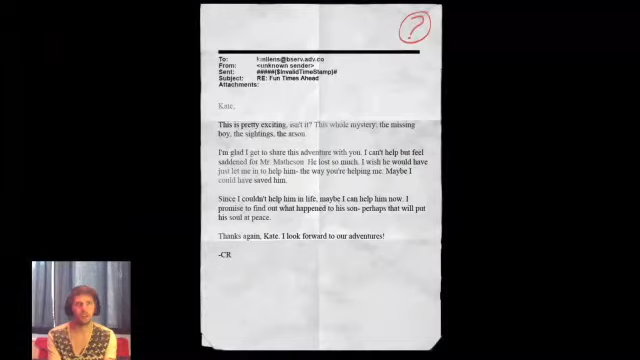 ?
To: kmilens@bserv.adv.co
From: <unknown sender>
Sent: #####($InvalidTimeStamp)#
Subject: RE: Fun Times Ahead
Attachments:
Kate,
This is pretty exciting, isn't it? This whole mystery; the missing
boy, the sightings, the arson.
I'm glad I get to share this adventure with you. I can't help but feel
saddened for Mr. Matheson. He lost so much. I wish he would have
just let me in to help him- the way you're helping me. Maybe I
could have saved him.
Since I couldn't help him in life, maybe I can help him now. I
promise to find out what happened to his son- perhaps that will put
his soul at peace.
Thanks again, Kate. I look forward to our adventures!
-CR